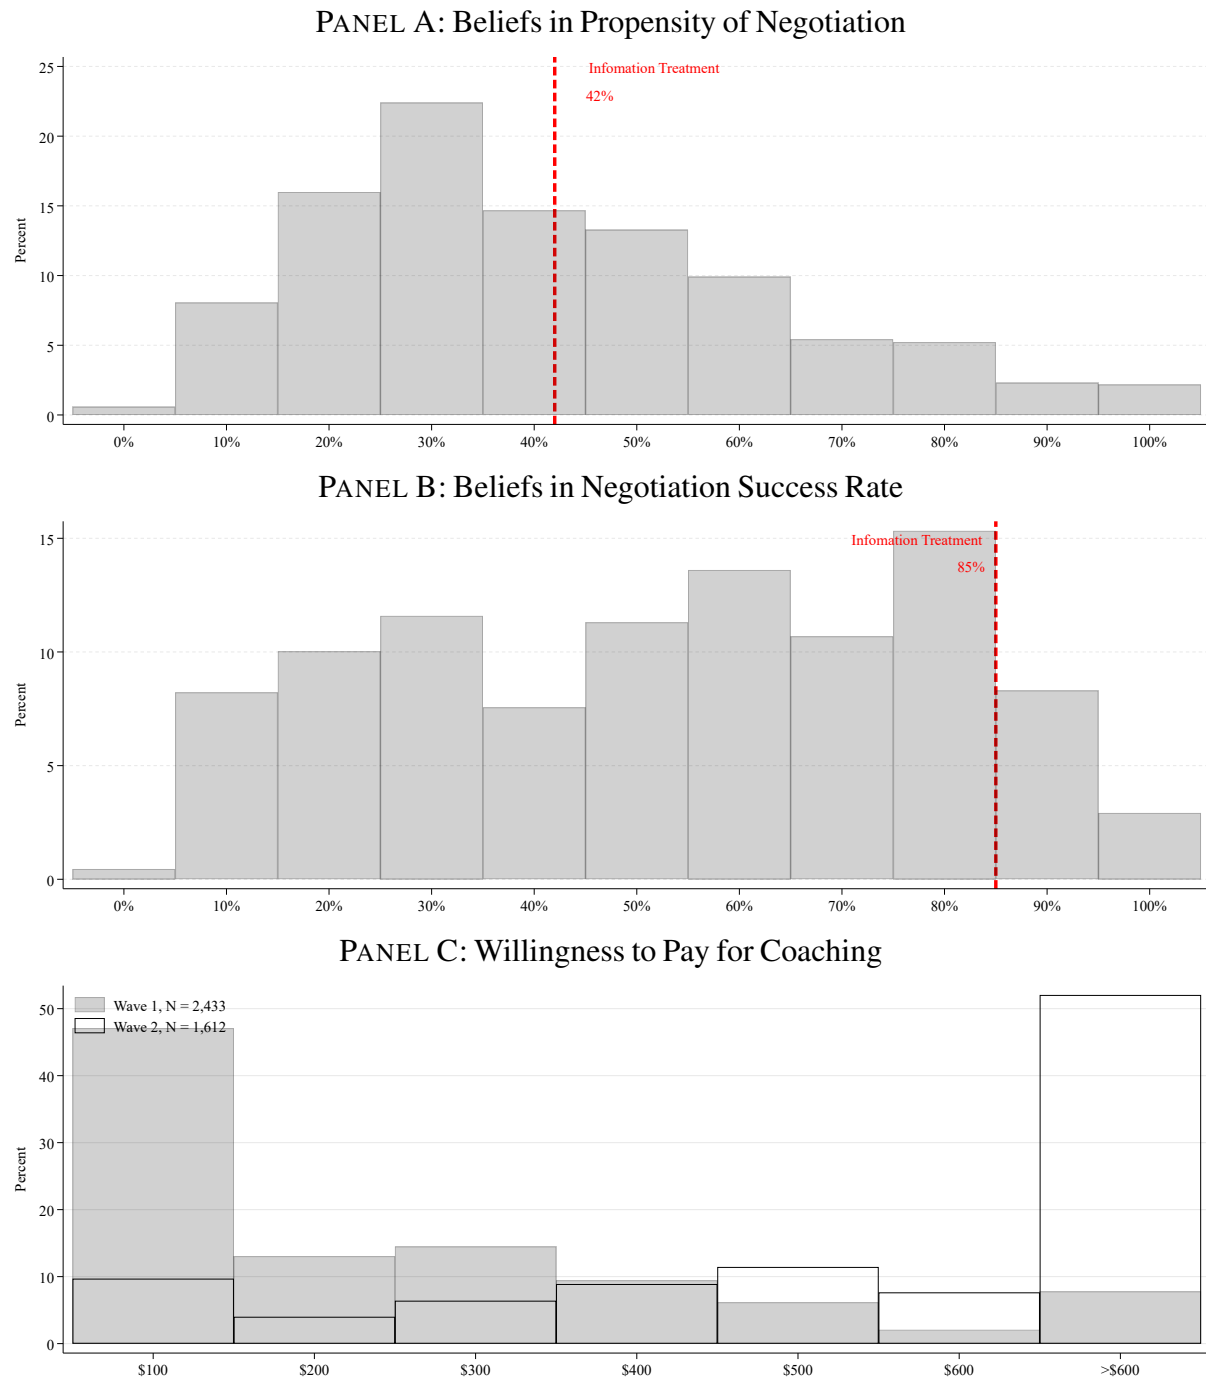 PANEL A: Beliefs in Propensity of Negotiation
25
20
15
10
5
0
Percent
Infomation Treatment
42%
0% 10% 20% 30% 40% 50% 60% 70% 80% 90% 100%
PANEL B: Beliefs in Negotiation Success Rate
15
10
5
0
Percent
Infomation Treatment
85%
0% 10% 20% 30% 40% 50% 60% 70% 80% 90% 100%
PANEL C: Willingness to Pay for Coaching
50
40
30
20
10
0
Percent
Wave 1, N = 2,433
Wave 2, N = 1,612
$100 $200 $300 $400 $500 $600 >$600